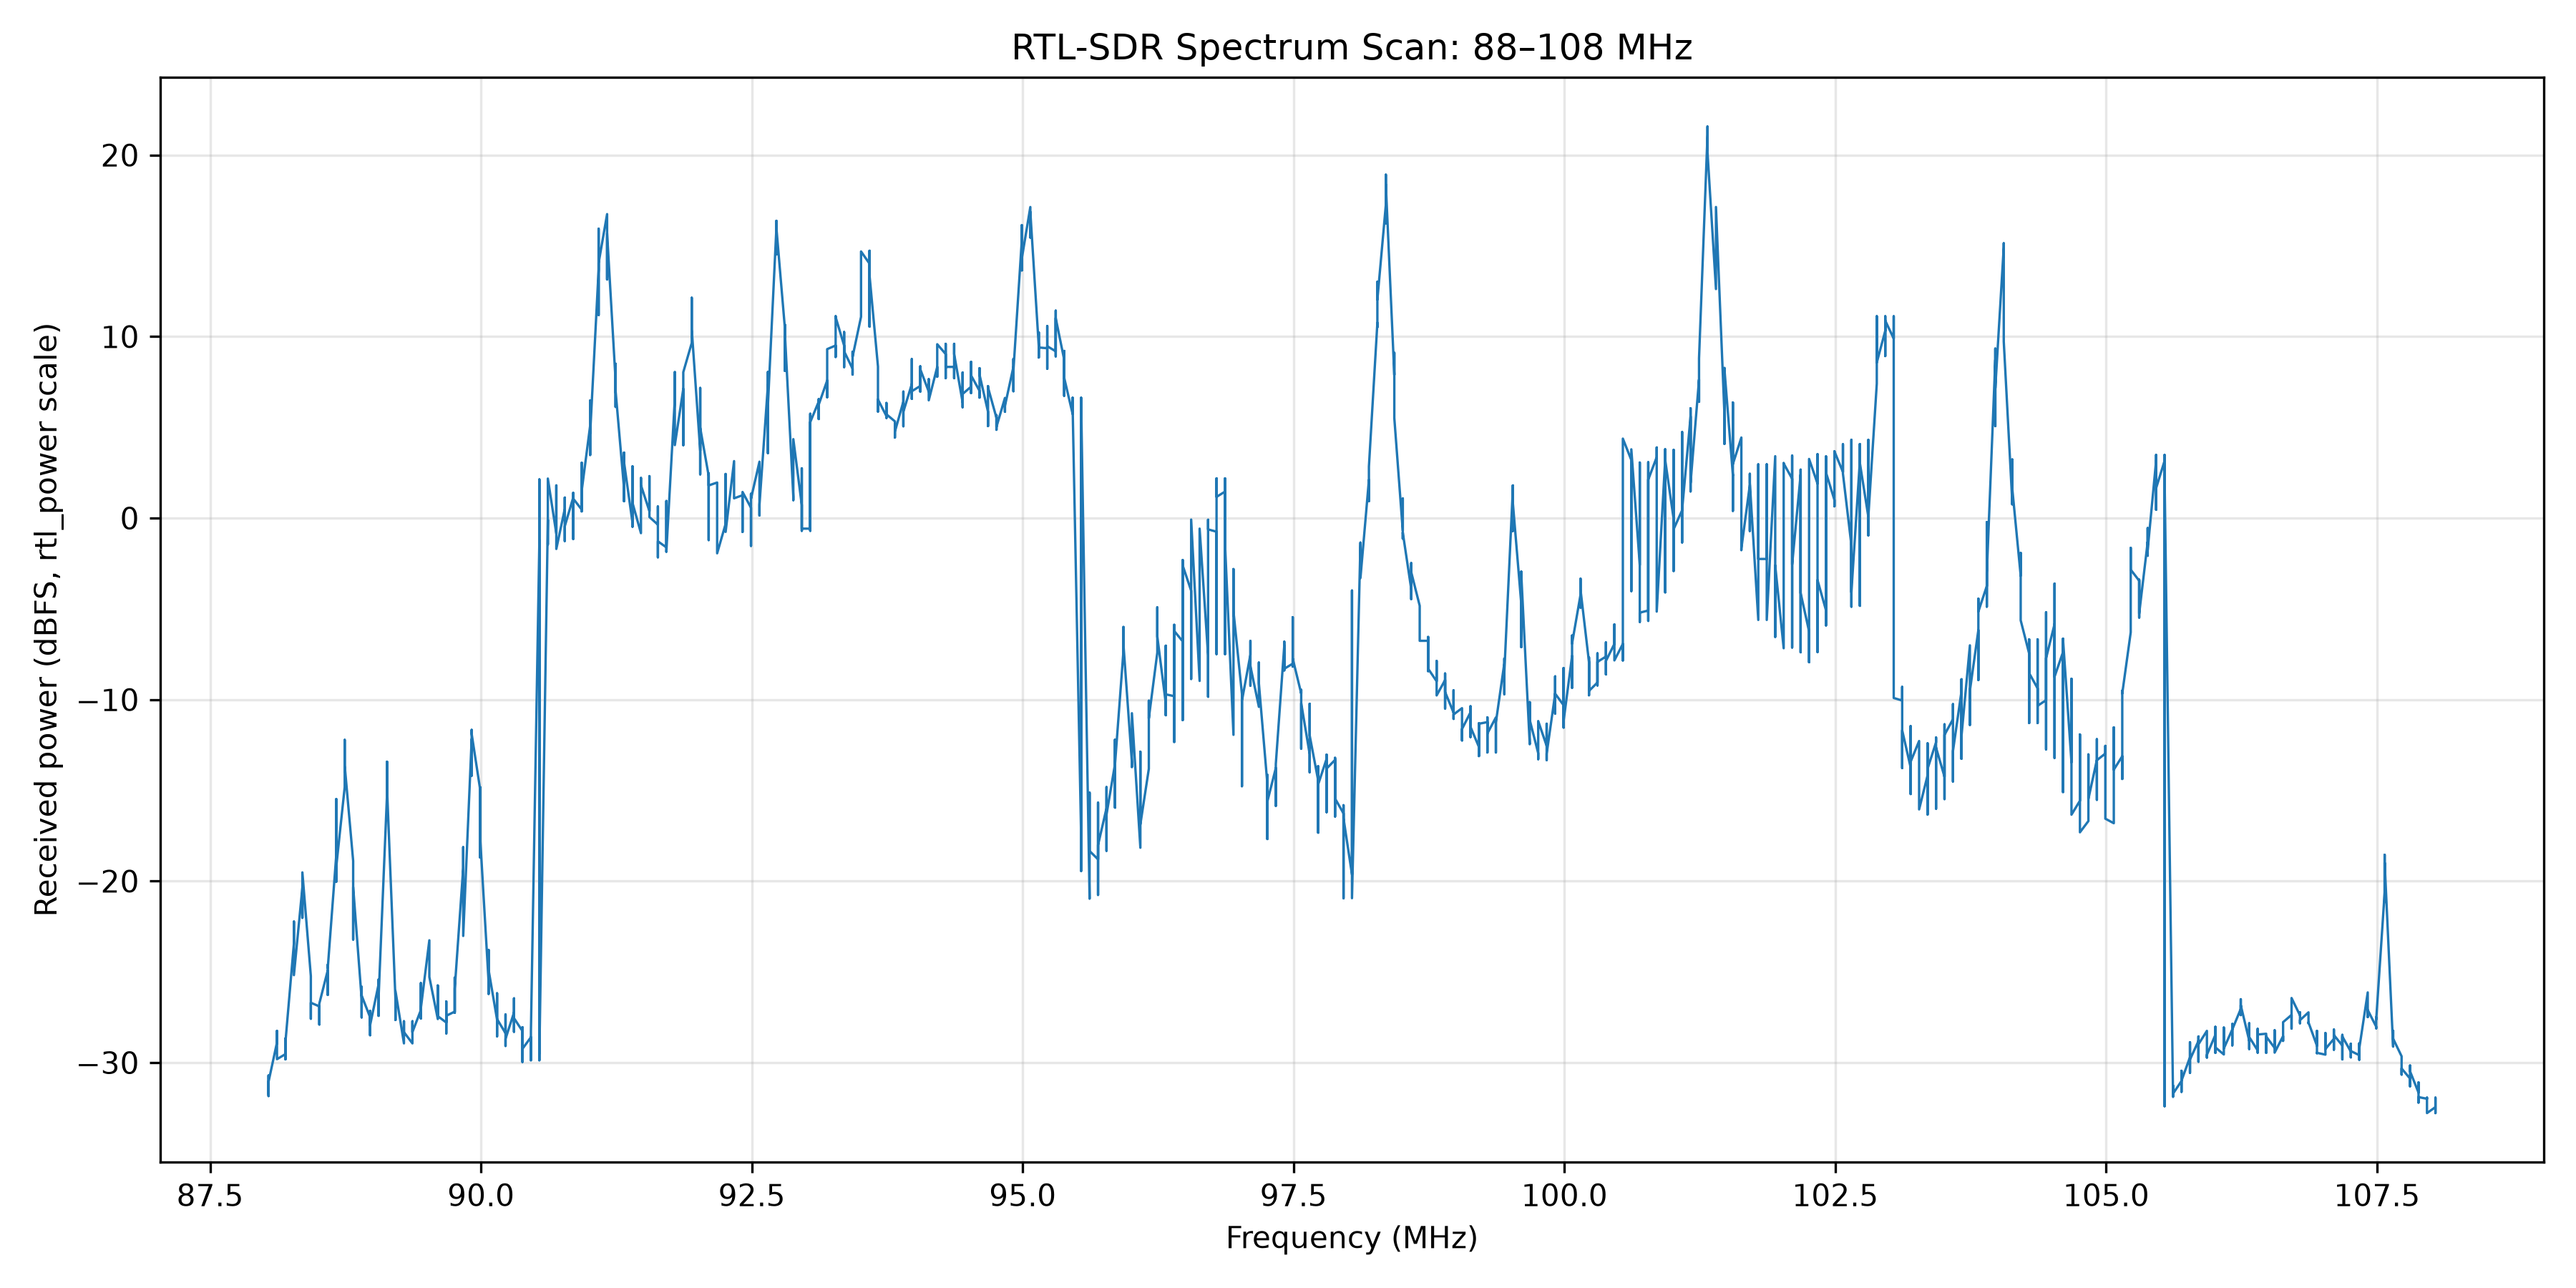 RTL-SDR Spectrum Scan: 88–108 MHz
Received power (dBFS, rtl_power scale)
20
10
0
−10
−20
−30
87.5 90.0 92.5 95.0 97.5 100.0 102.5 105.0 107.5
Frequency (MHz)